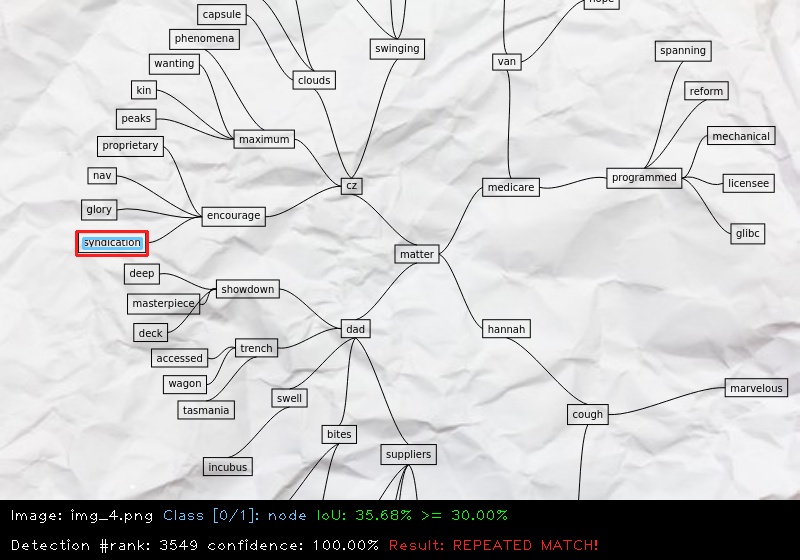 hope
capsule
phenomena
swinging
spanning
wanting
van
clouds
kin
reform
peaks
maximum
mechanical
proprietary
nav
cz
medicare
programmed
licensee
glory
encourage
glibc
syndication
matter
deep
showdown
masterpiece
deck
dad
hannah
accessed
trench
wagon
marvelous
swell
tasmania
cough
bites
suppliers
incubus
Image: img_4.png Class [0/1]: node IoU: 35.68% >= 30.00%
Detection #rank: 3549 confidence: 100.00% Result: REPEATED MATCH!